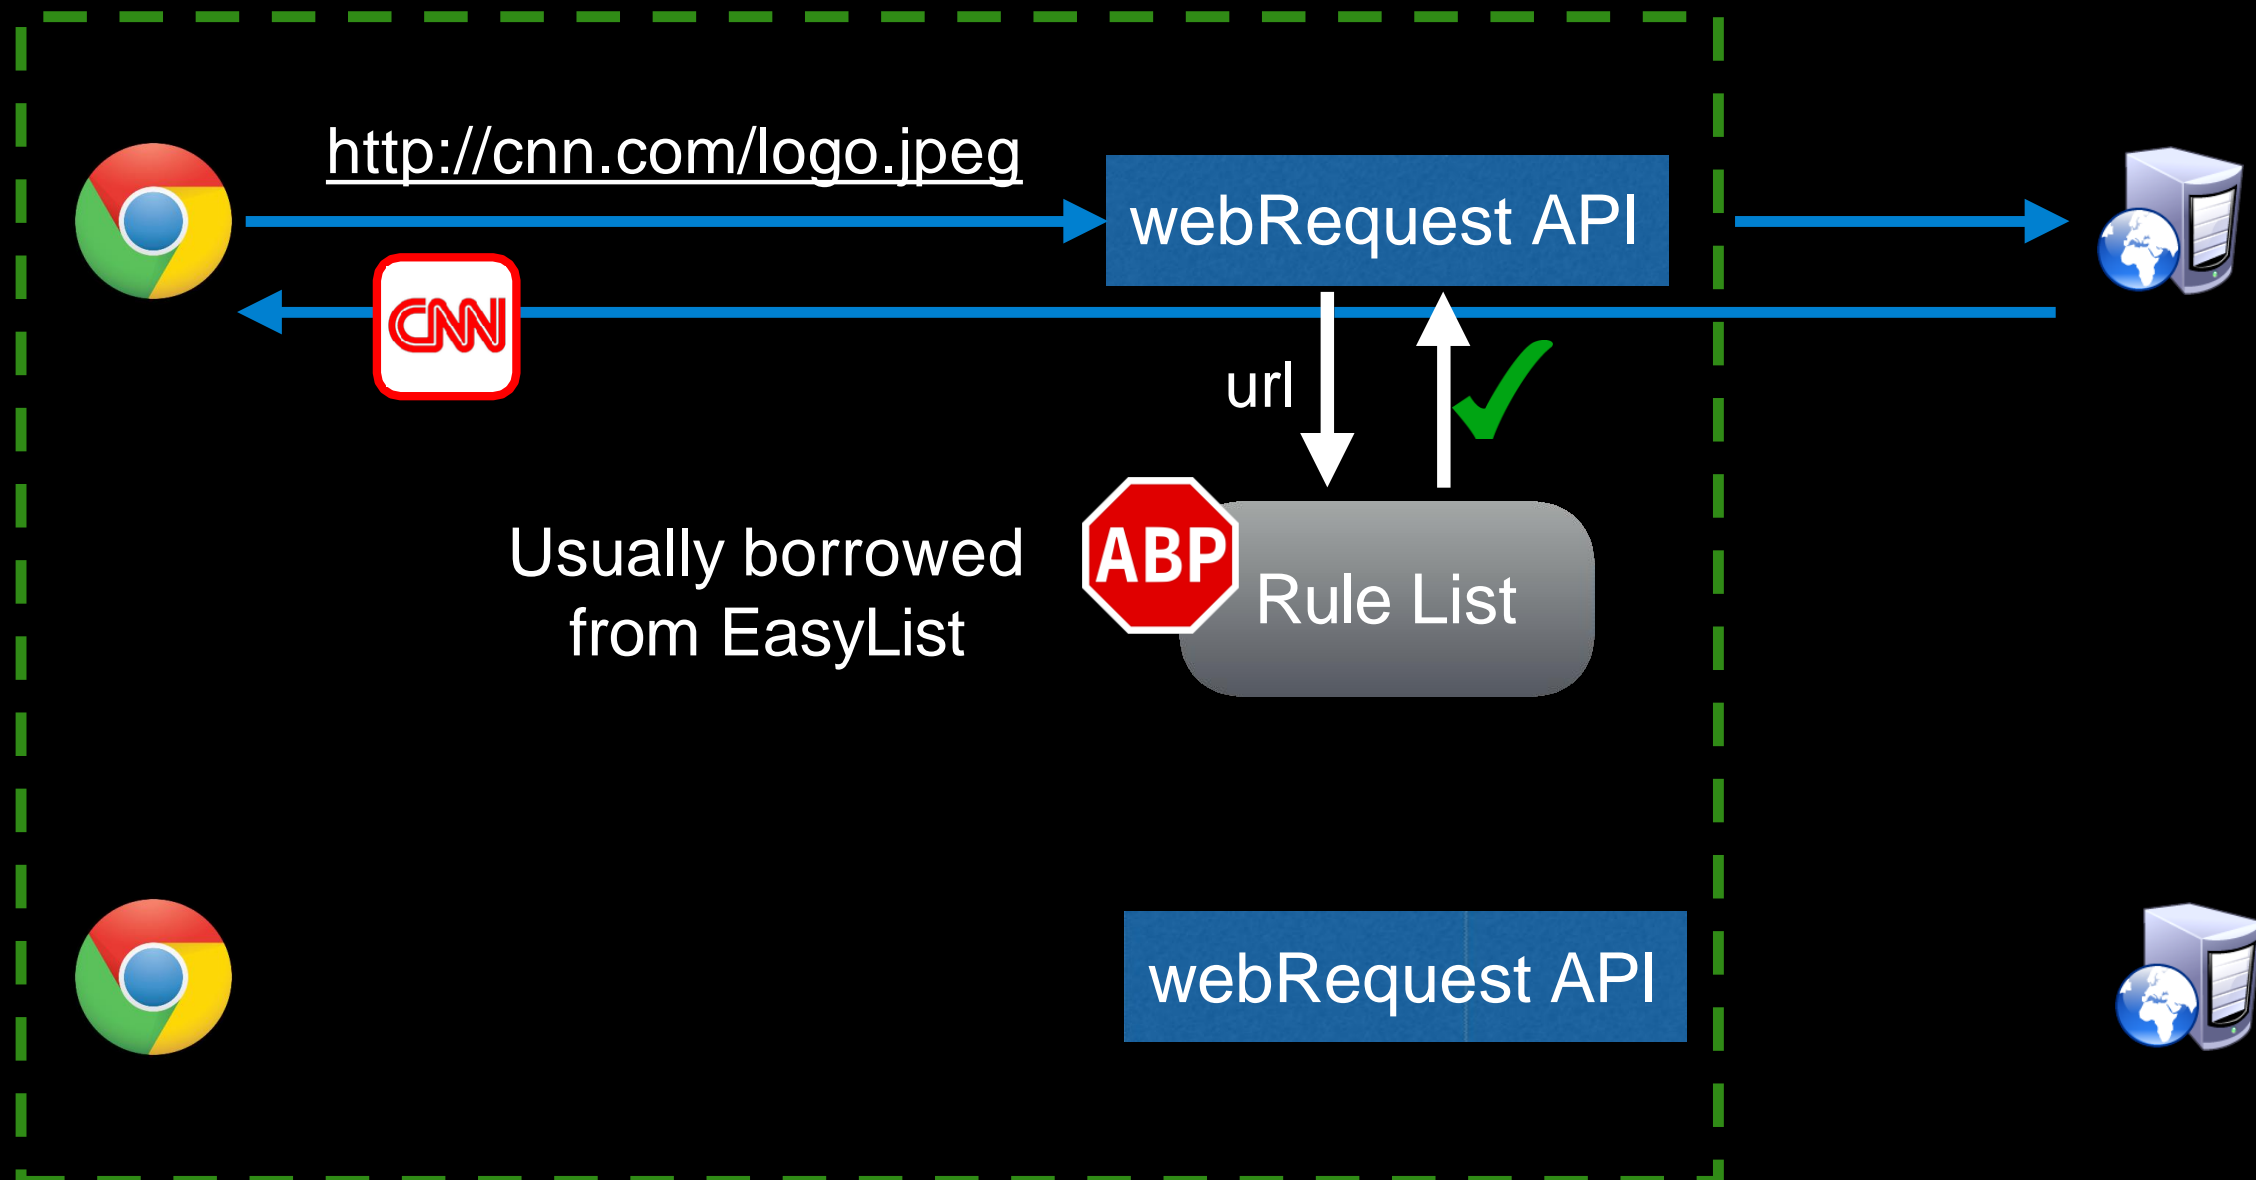 http://cnn.com/logo.jpeg
webRequest API
CNN
url
ABP
Usually borrowed
from EasyList
Rule List
webRequest API